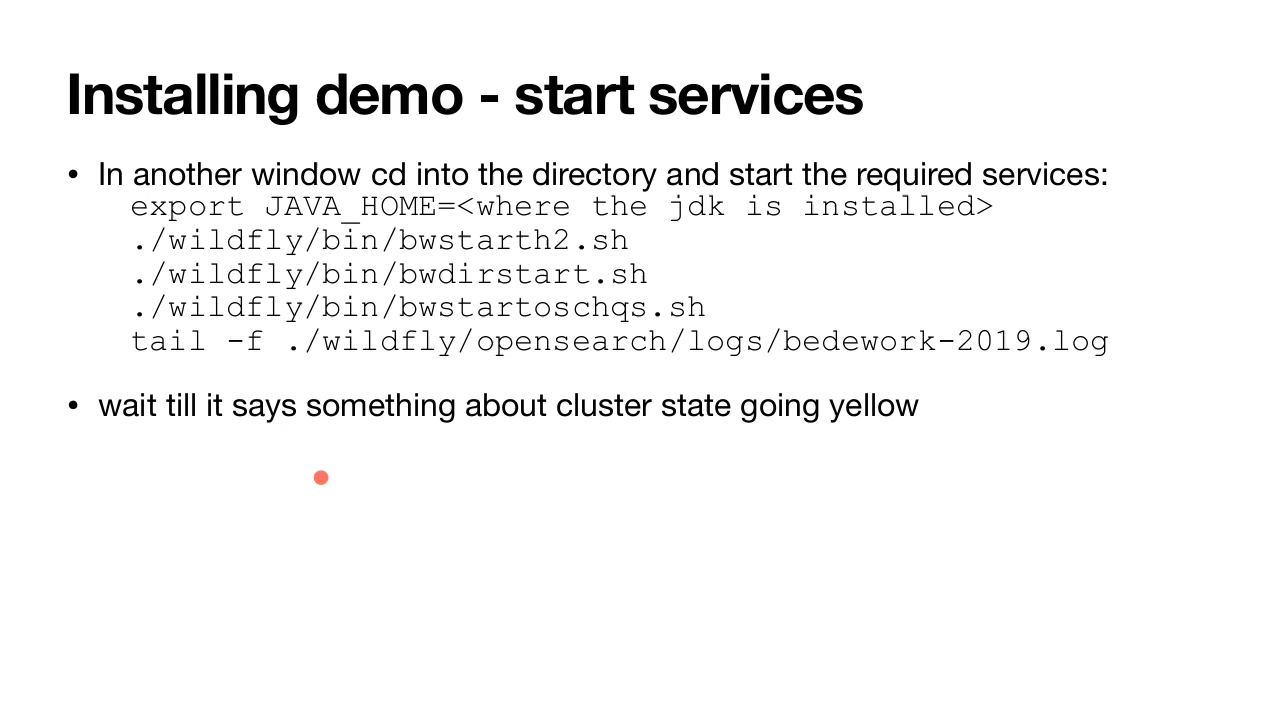 Installing demo - start services
• In another window cd into the directory and start the required services:
export JAVA_HOME=<where the jdk is installed>
./wildfly/bin/bwstarth2.sh
./wildfly/bin/bwdirstart.sh
./wildfly/bin/bwstartoschqs.sh
tail -f ./wildfly/opensearch/logs/bedework-2019.log
• wait till it says something about cluster state going yellow